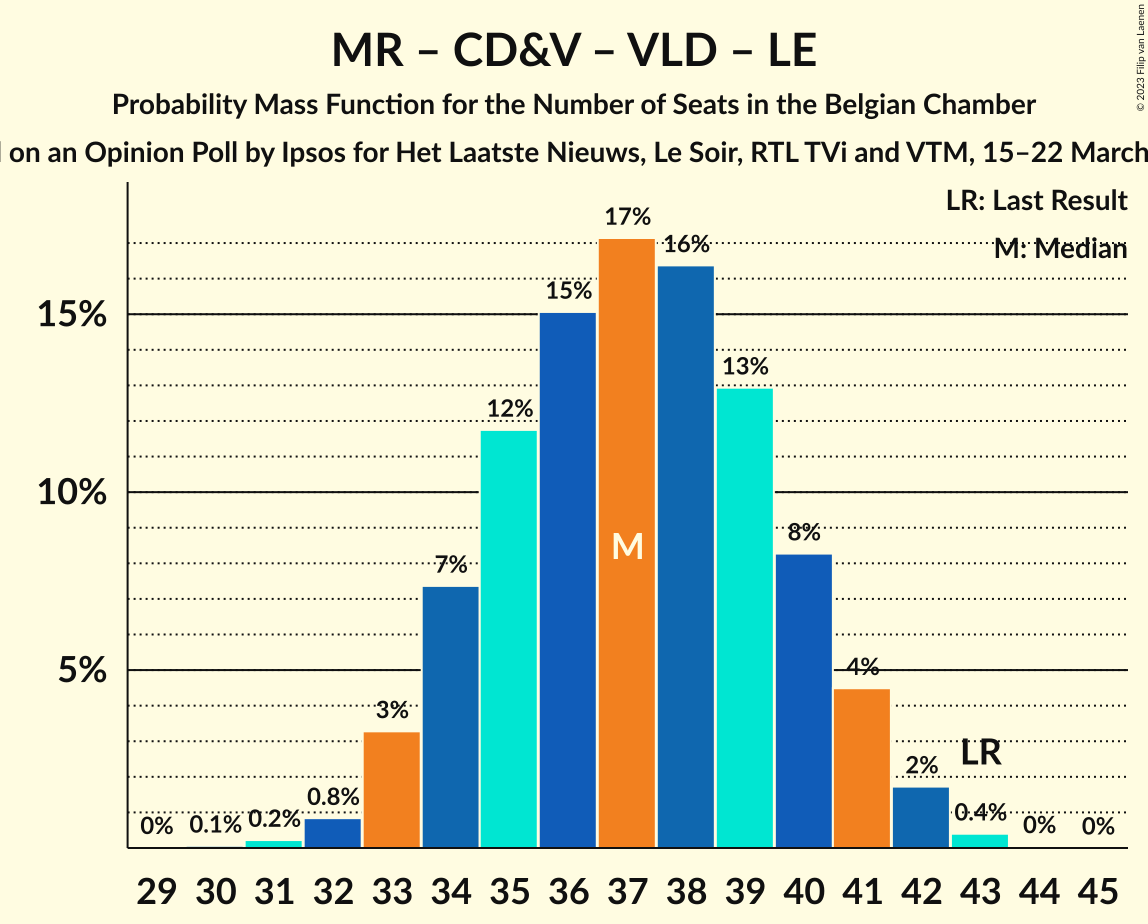 MR – CD&V – VLD – LE
Probability Mass Function for the Number of Seats in the Belgian Chamber
on an Opinion Poll by Ipsos for Het Laatste Nieuws, Le Soir, RTL TVi and VTM, 15–22 March
© 2023 Filip van Laenen
LR: Last Result
M: Median
15%
10%
5%
0% 0.1% 0.2% 0.8% 3% 7% 12% 15% 17% 16% 13% 8% 4% 2% 0.4% 0% 0%
M
LR
29 30 31 32 33 34 35 36 37 38 39 40 41 42 43 44 45